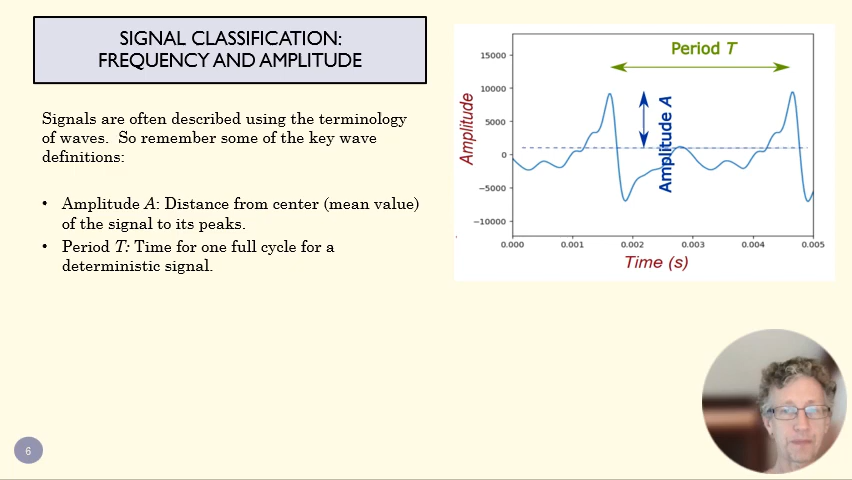 SIGNAL CLASSIFICATION:
FREQUENCY AND AMPLITUDE
Signals are often described using the terminology
of waves. So remember some of the key wave
definitions:
• Amplitude A: Distance from center (mean value)
of the signal to its peaks.
• Period T: Time for one full cycle for a
deterministic signal.
Period T
Amplitude A
Amplitude
15000
10000
5000
0
−5000
−10000
0.000 0.001 0.002 0.003 0.004 0.005
Time (s)
6